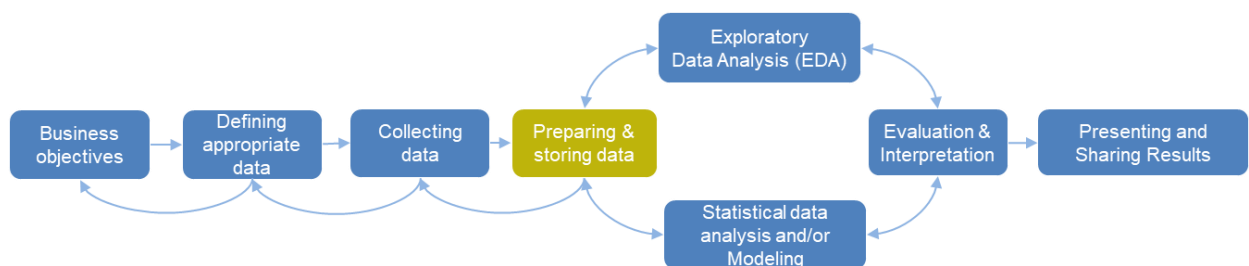 Business
objectives
Defining
appropriate
data
Collecting
data
Preparing &
storing data
Exploratory
Data Analysis (EDA)
Statistical data
analysis and/or
Modeling
Evaluation &
Interpretation
Presenting and
Sharing Results